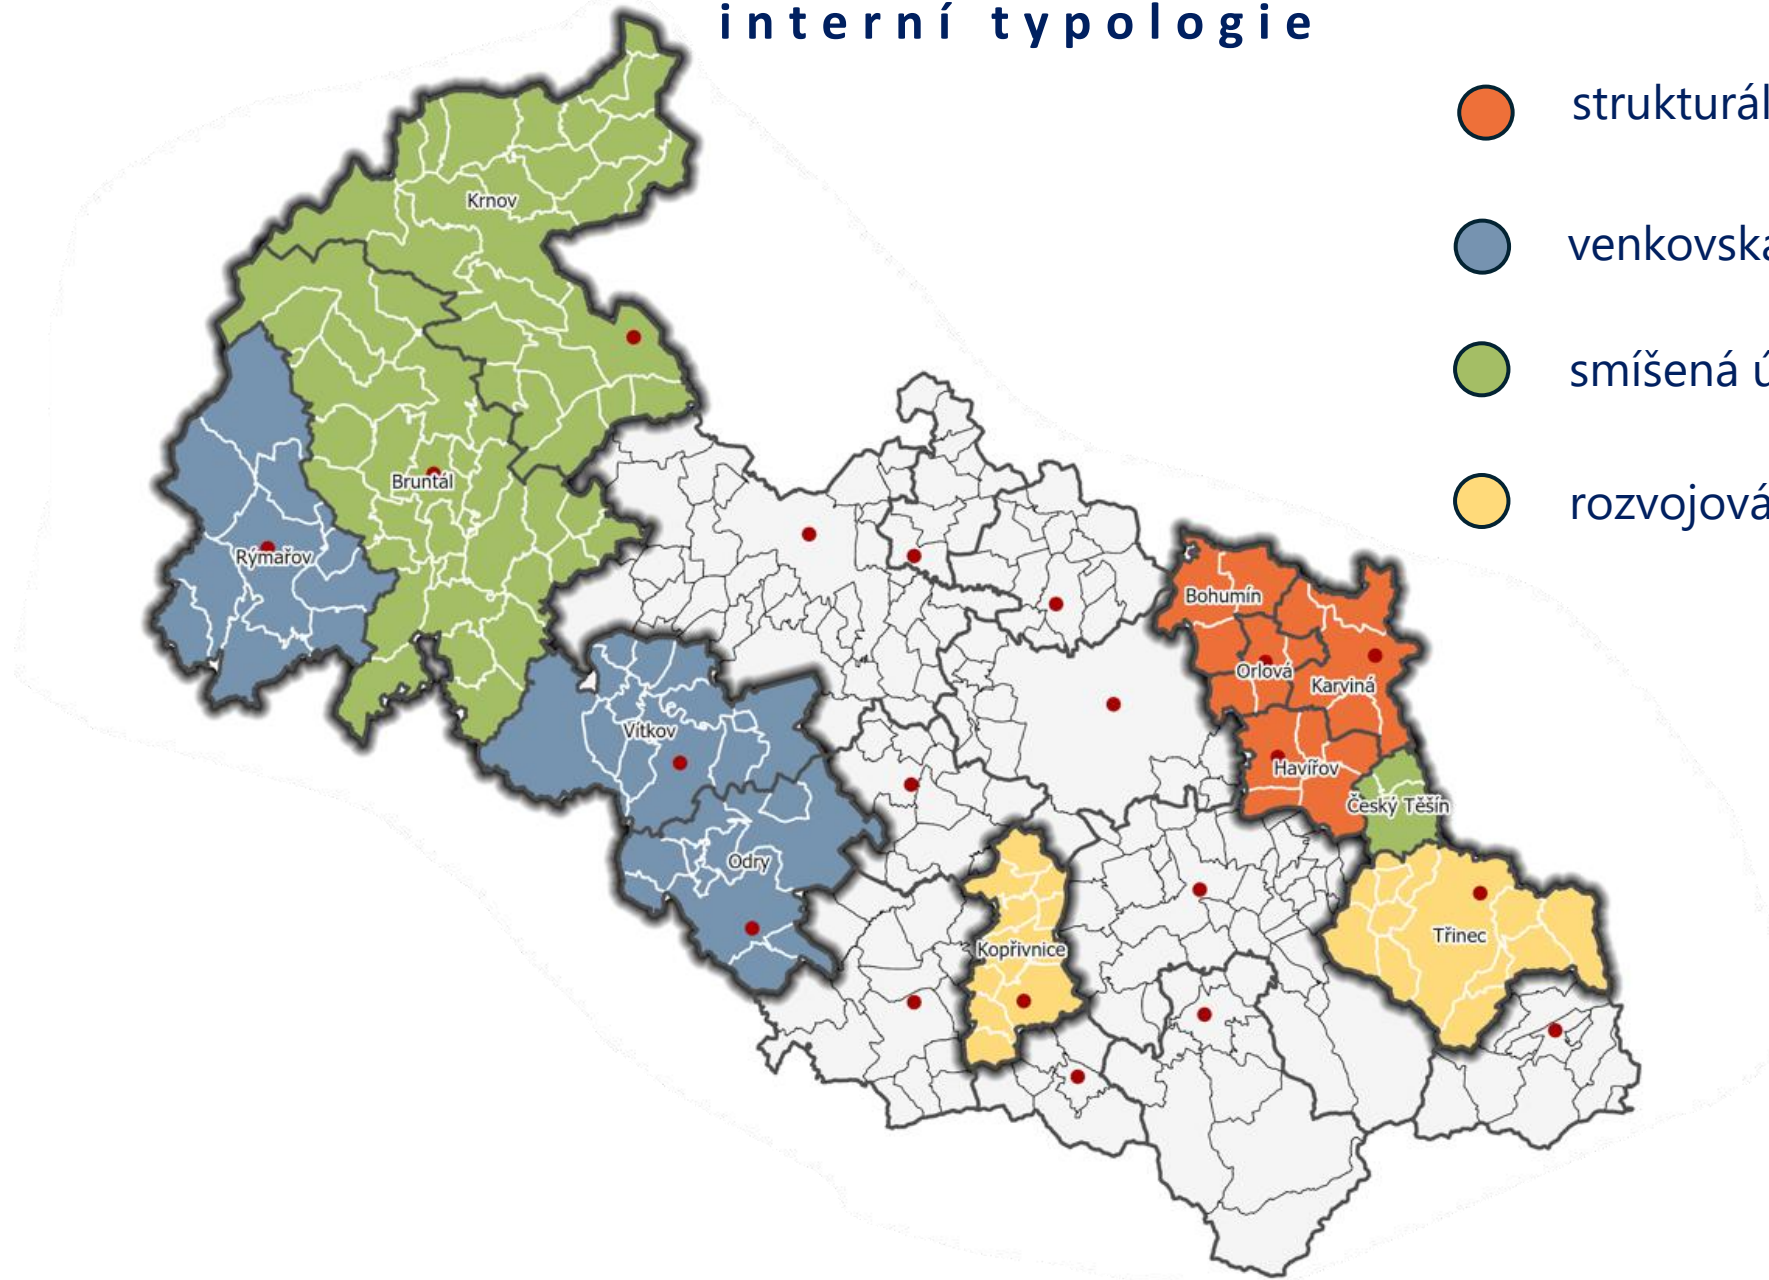 interní typologie
strukturál
venkovská
smíšená ú
rozvojová
Krnov
Bruntál
Rýmařov
Bohumín
Orlová
Karviná
Vítkov
Havířov
Český Těšín
Odry
Kopřivnice
Třinec